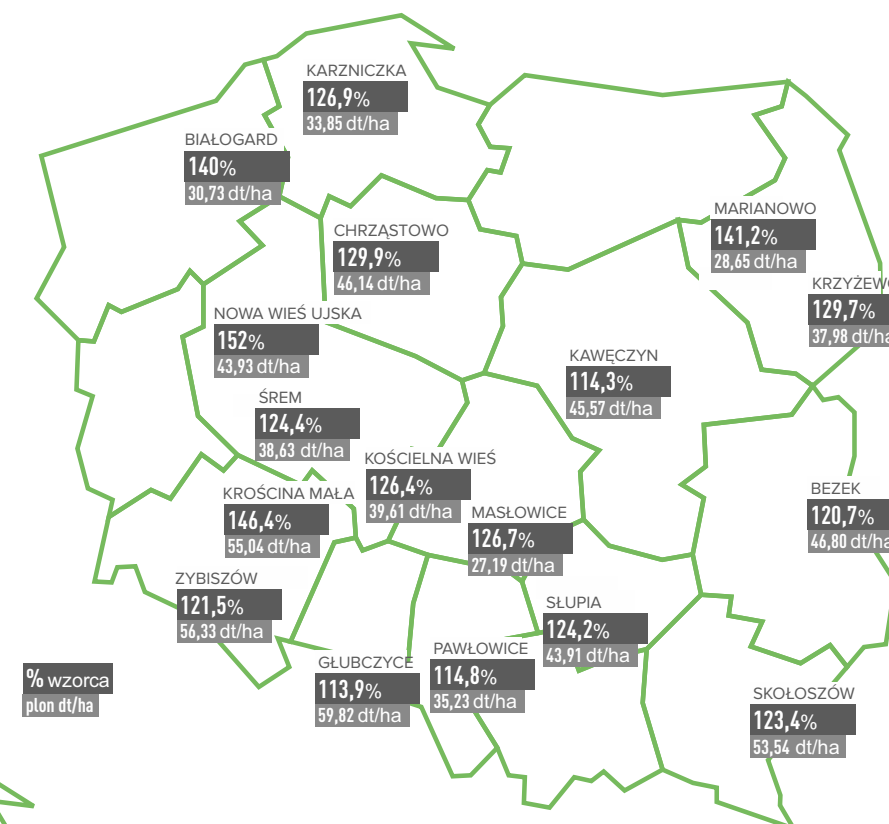 KARZNICZKA
126,9%
33,85 dt/ha
BIAŁOGARD
140%
30,73 dt/ha
MARIANOWO
141,2%
28,65 dt/ha
CHRZĄSTOWO
129,9%
46,14 dt/ha
KRZYŻEWO
129,7%
37,98 dt/ha
NOWA WIEŚ UJSKA
152%
43,93 dt/ha
KAWĘCZYN
114,3%
45,57 dt/ha
ŚREM
124,4%
38,63 dt/ha
KOŚCIELNA WIEŚ
126,4%
39,61 dt/ha
KROŚCINA MAŁA
146,4%
55,04 dt/ha
BEZEK
120,7%
46,80 dt/ha
MASŁOWICE
126,7%
27,19 dt/ha
ZYBISZÓW
121,5%
56,33 dt/ha
SŁUPIA
124,2%
43,91 dt/ha
PAWŁOWICE
114,8%
35,23 dt/ha
GŁUBCZYCE
113,9%
59,82 dt/ha
SKOŁOSZÓW
123,4%
53,54 dt/ha
% wzorca
plon dt/ha